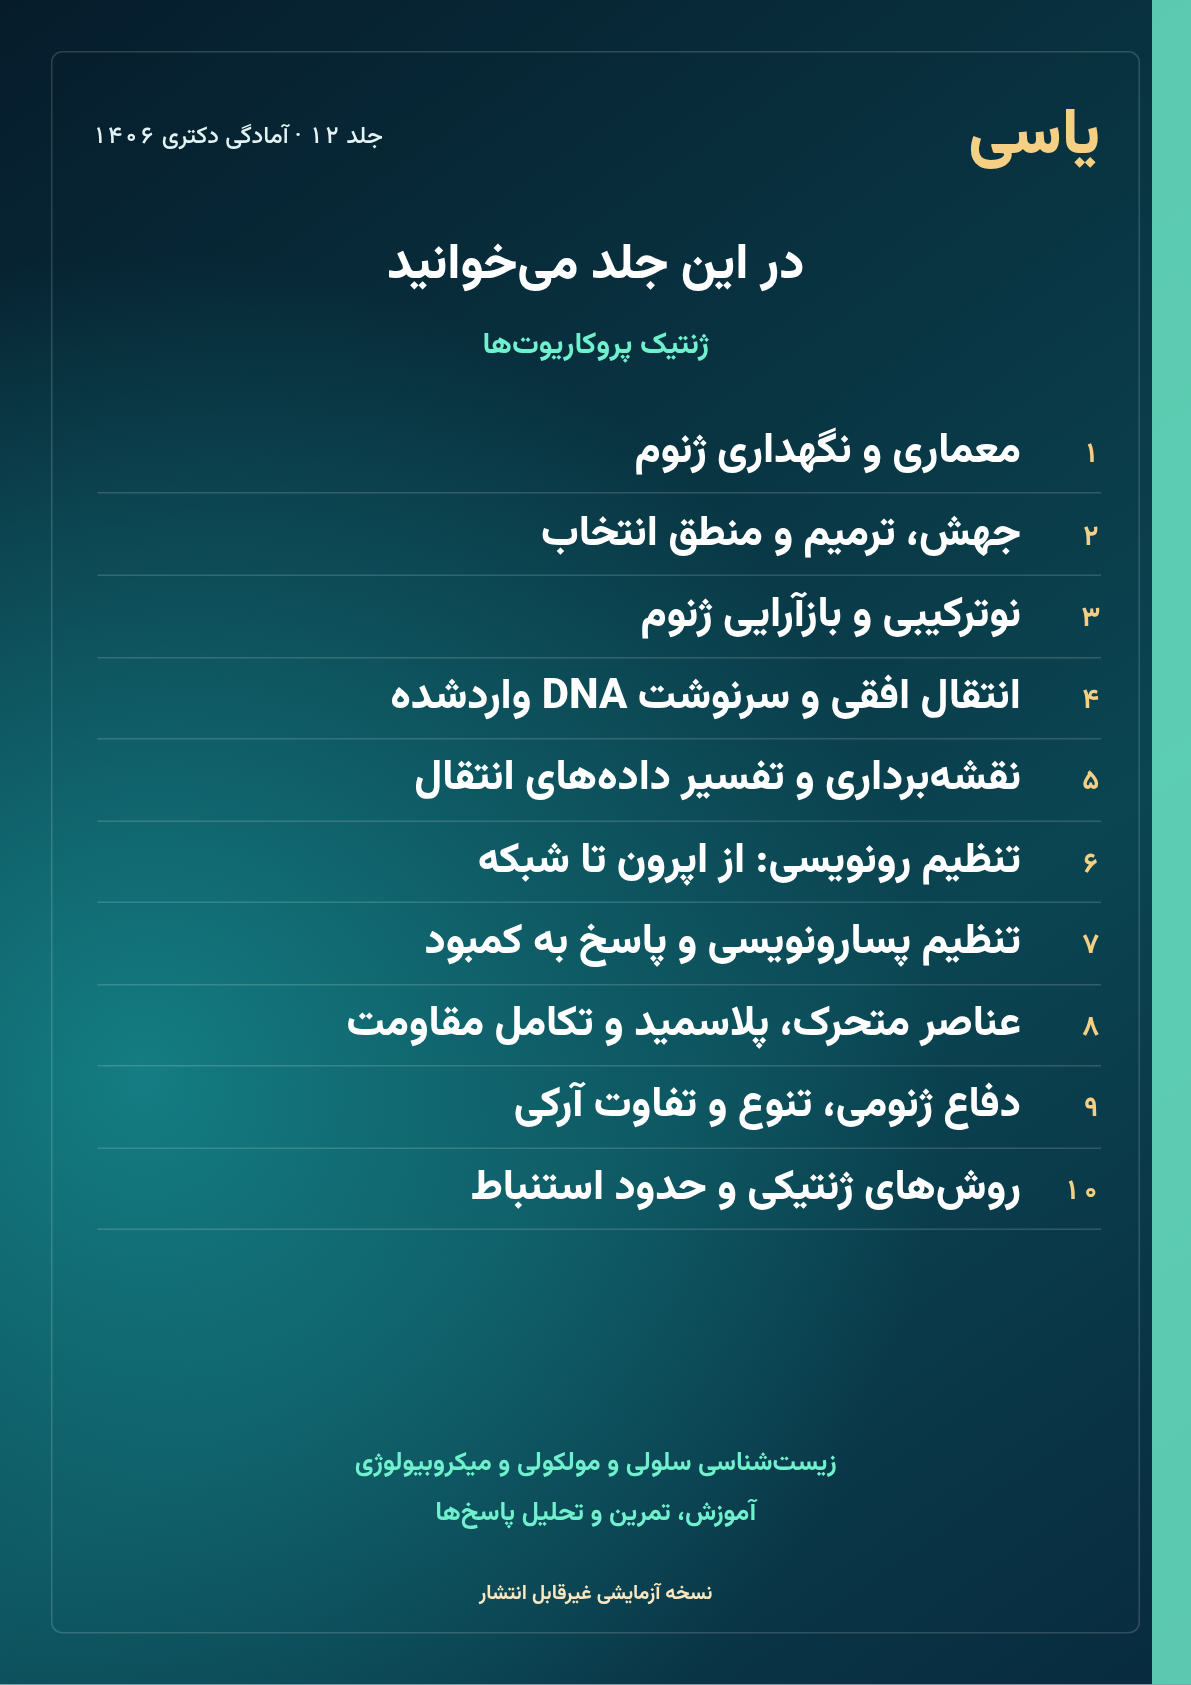 یاسی
جلد ۱۲ · آمادگی دکتری ۱۴۰۶
در این جلد می‌خوانید
ژنتیک پروکاریوت‌ها
۱ معماری و نگهداری ژنوم
۲ جهش، ترمیم و منطق انتخاب
۳ نوترکیبی و بازآرایی ژنوم
۴ انتقال افقی و سرنوشت DNA واردشده
۵ نقشه‌برداری و تفسیر داده‌های انتقال
۶ تنظیم رونویسی: از اپرون تا شبکه
۷ تنظیم پسارونویسی و پاسخ به کمبود
۸ عناصر متحرک، پلاسمید و تکامل مقاومت
۹ دفاع ژنومی، تنوع و تفاوت آرکی
۱۰ روش‌های ژنتیکی و حدود استنباط
زیست‌شناسی سلولی و مولکولی و میکروبیولوژی
آموزش، تمرین و تحلیل پاسخ‌ها
نسخه آزمایشی غیرقابل انتشار